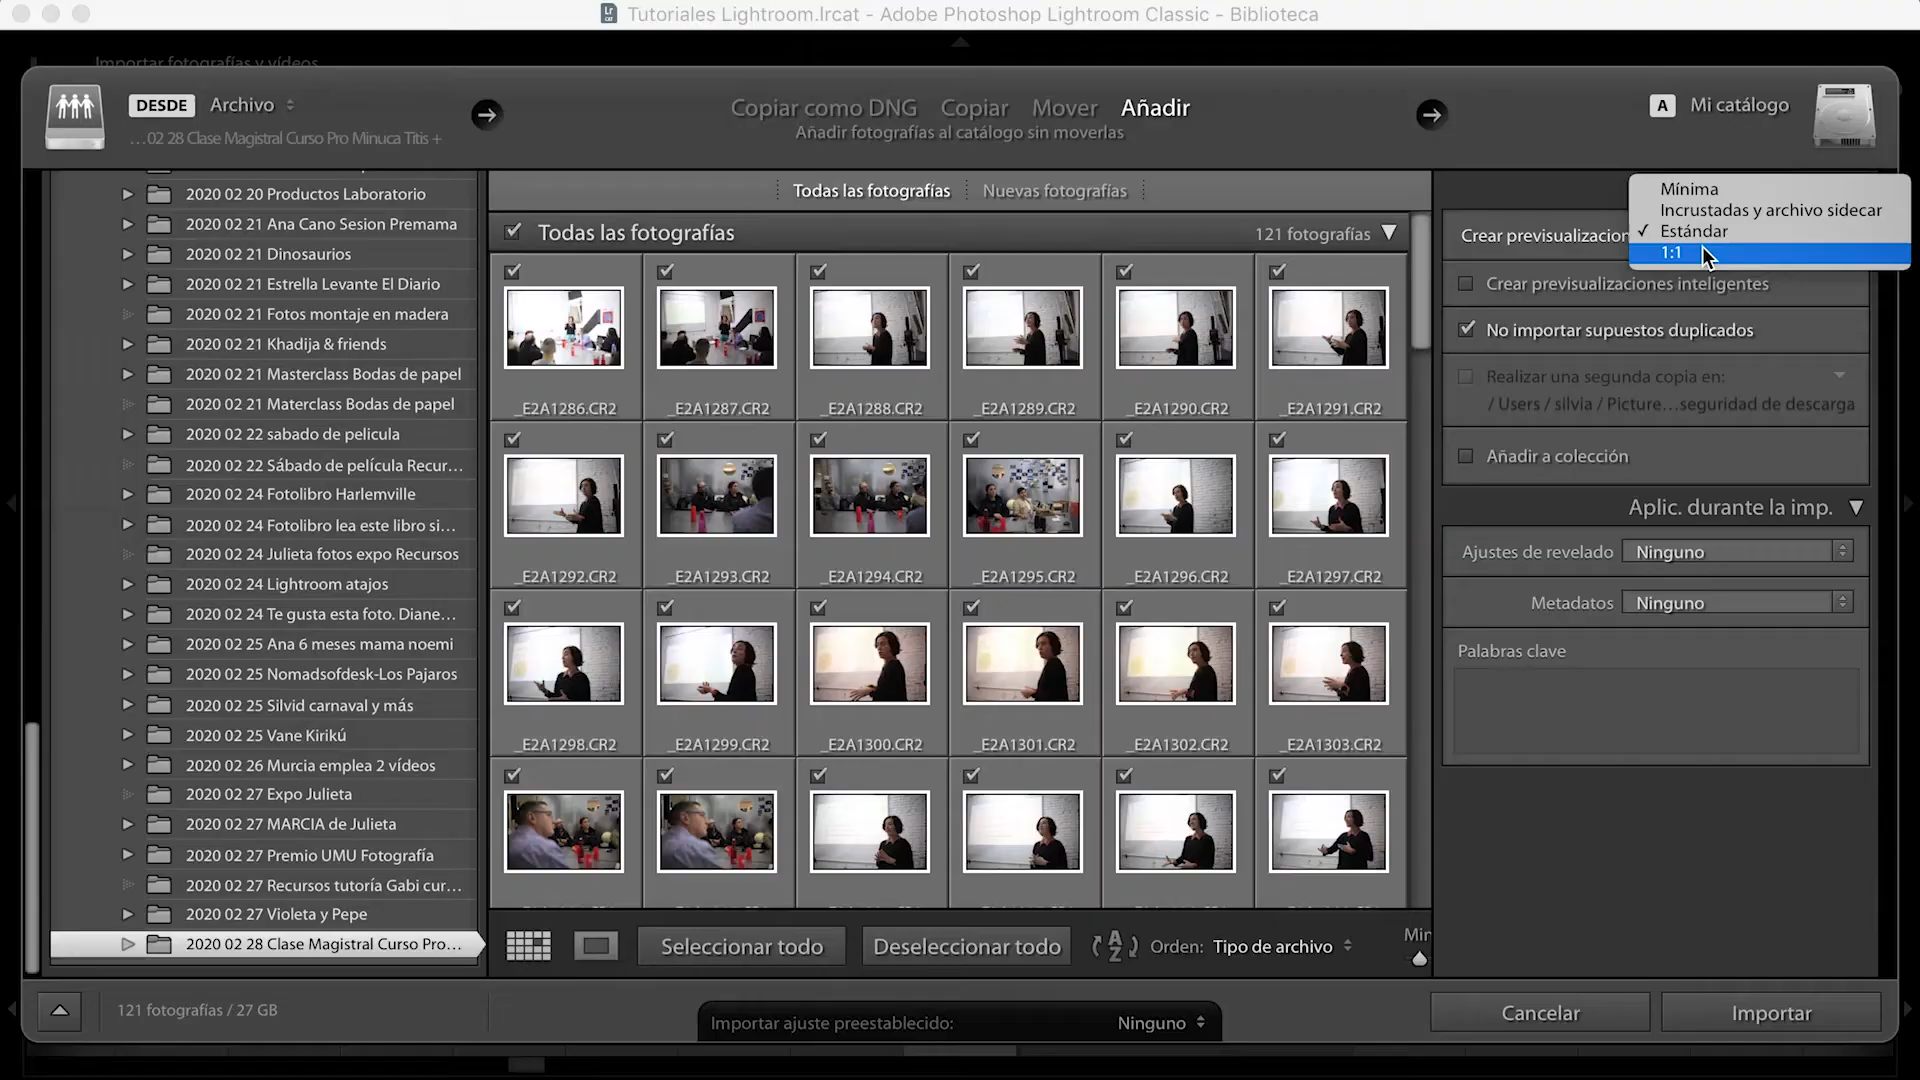 Tutoriales Lightroom.lrcat - Adobe Photoshop Lightroom Classic - Biblioteca
Importar fotografías y vídeos
DESDE Archivo
…02 28 Clase Magistral Curso Pro Minuca Titis +
Copiar como DNG Copiar Mover Añadir
Añadir fotografías al catálogo sin moverlas
A Mi catálogo
2020 02 20 Productos Laboratorio
2020 02 21 Ana Cano Sesion Premama
2020 02 21 Dinosaurios
2020 02 21 Estrella Levante El Diario
2020 02 21 Fotos montaje en madera
2020 02 21 Khadija & friends
2020 02 21 Masterclass Bodas de papel
2020 02 21 Materclass Bodas de papel
2020 02 22 sabado de pelicula
2020 02 22 Sábado de película Recur…
2020 02 24 Fotolibro Harlemville
2020 02 24 Fotolibro lea este libro si…
2020 02 24 Julieta fotos expo Recursos
2020 02 24 Lightroom atajos
2020 02 24 Te gusta esta foto. Diane…
2020 02 25 Ana 6 meses mama noemi
2020 02 25 Nomadsofdesk-Los Pajaros
2020 02 25 Silvid carnaval y más
2020 02 25 Vane Kirikú
2020 02 26 Murcia emplea 2 vídeos
2020 02 27 Expo Julieta
2020 02 27 MARCIA de Julieta
2020 02 27 Premio UMU Fotografía
2020 02 27 Recursos tutoría Gabi cur…
2020 02 27 Violeta y Pepe
2020 02 28 Clase Magistral Curso Pro…
Todas las fotografías Nuevas fotografías
Todas las fotografías 121 fotografías
_E2A1286.CR2 _E2A1287.CR2 _E2A1288.CR2 _E2A1289.CR2 _E2A1290.CR2 _E2A1291.CR2
_E2A1292.CR2 _E2A1293.CR2 _E2A1294.CR2 _E2A1295.CR2 _E2A1296.CR2 _E2A1297.CR2
_E2A1298.CR2 _E2A1299.CR2 _E2A1300.CR2 _E2A1301.CR2 _E2A1302.CR2 _E2A1303.CR2
Seleccionar todo Deseleccionar todo Orden: Tipo de archivo
Mínima
Incrustadas y archivo sidecar
Estándar
1:1
Crear previsualizacion
Crear previsualizaciones inteligentes
No importar supuestos duplicados
Realizar una segunda copia en:
/ Users / silvia / Picture…seguridad de descarga
Añadir a colección
Aplic. durante la imp.
Ajustes de revelado Ninguno
Metadatos Ninguno
Palabras clave
121 fotografías / 27 GB
Importar ajuste preestablecido: Ninguno
Cancelar Importar